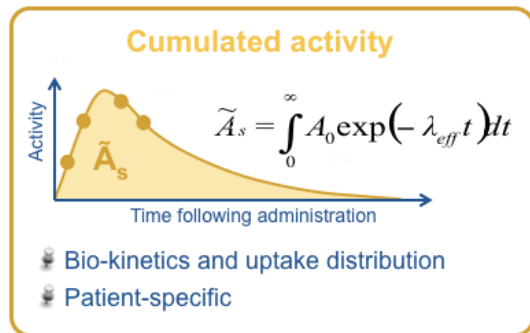 Cumulated activity
Activity
Ã_s
Ã_s = ∫_0^∞ A_0 exp(− λ_eff t)dt
Time following administration
Bio-kinetics and uptake distribution
Patient-specific